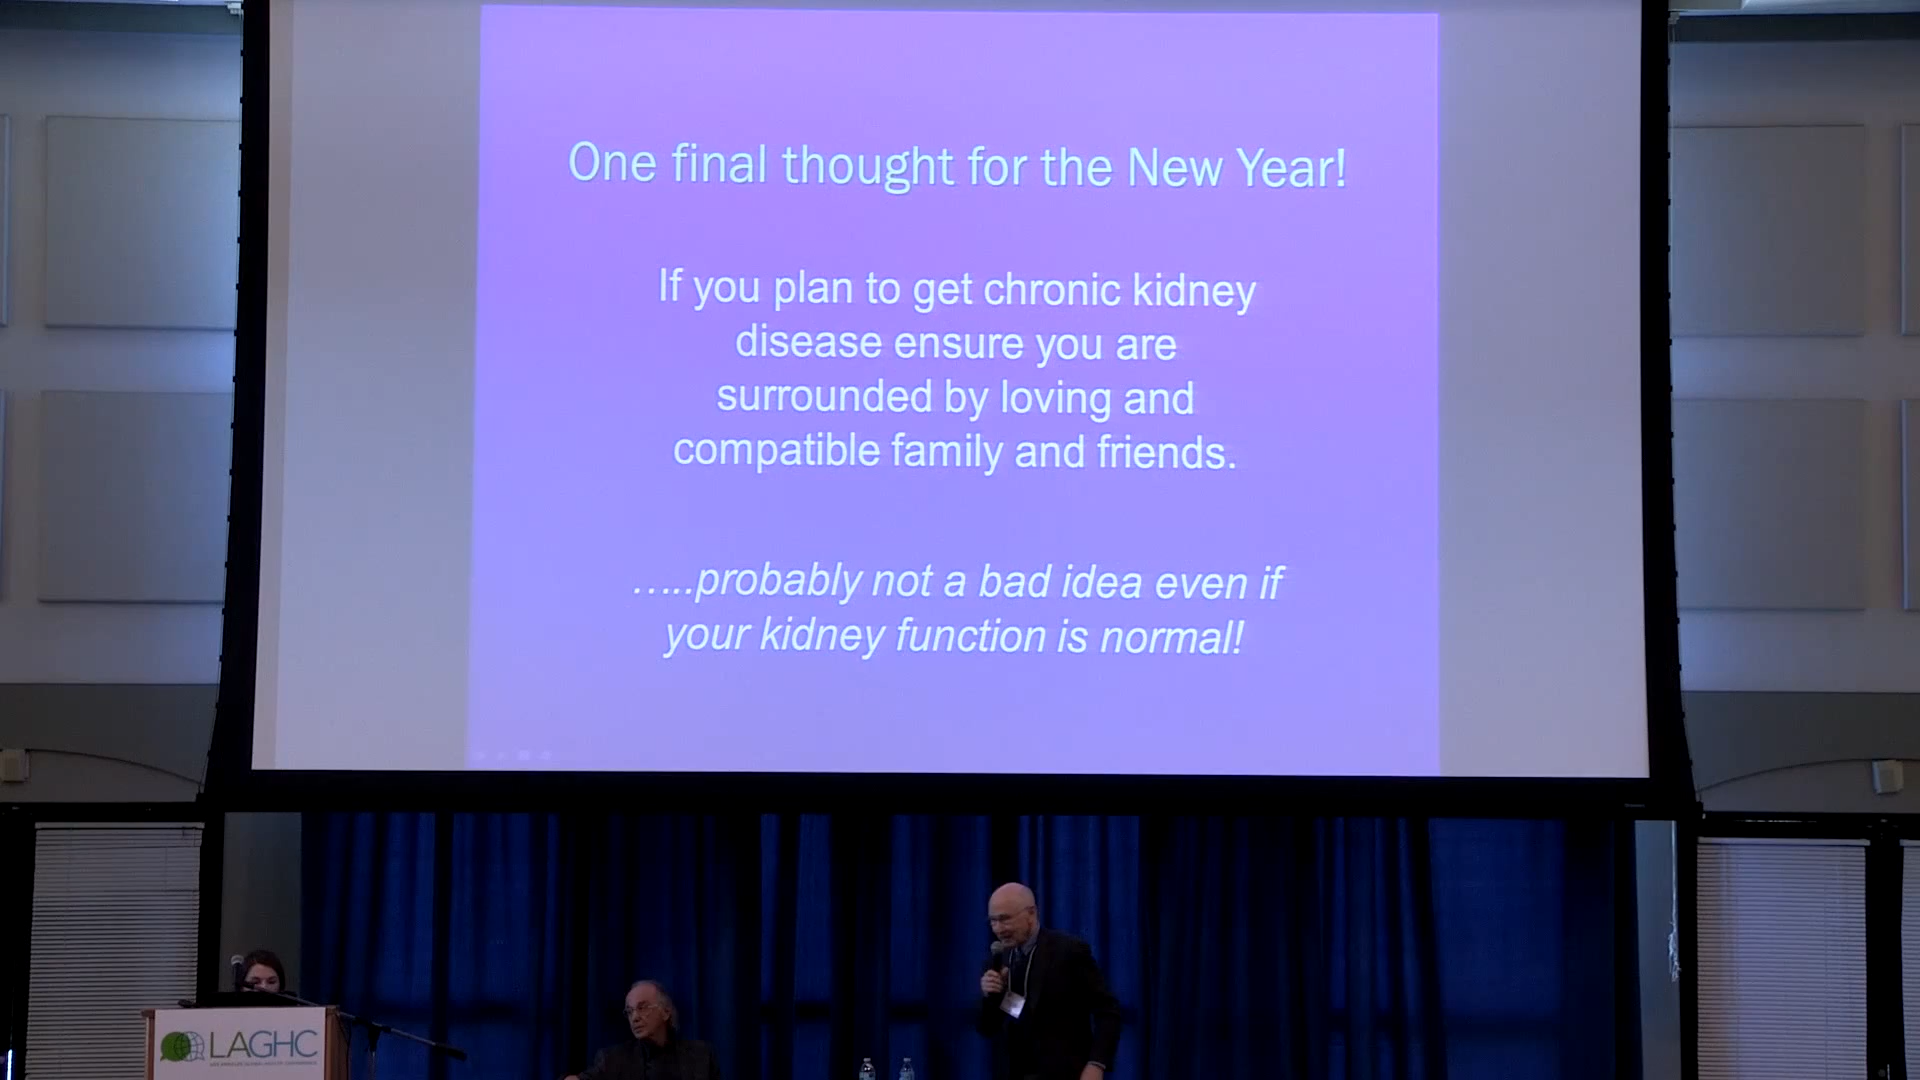 One final thought for the New Year!
If you plan to get chronic kidney
disease ensure you are
surrounded by loving and
compatible family and friends.
.....probably not a bad idea even if
your kidney function is normal!
LAGHC